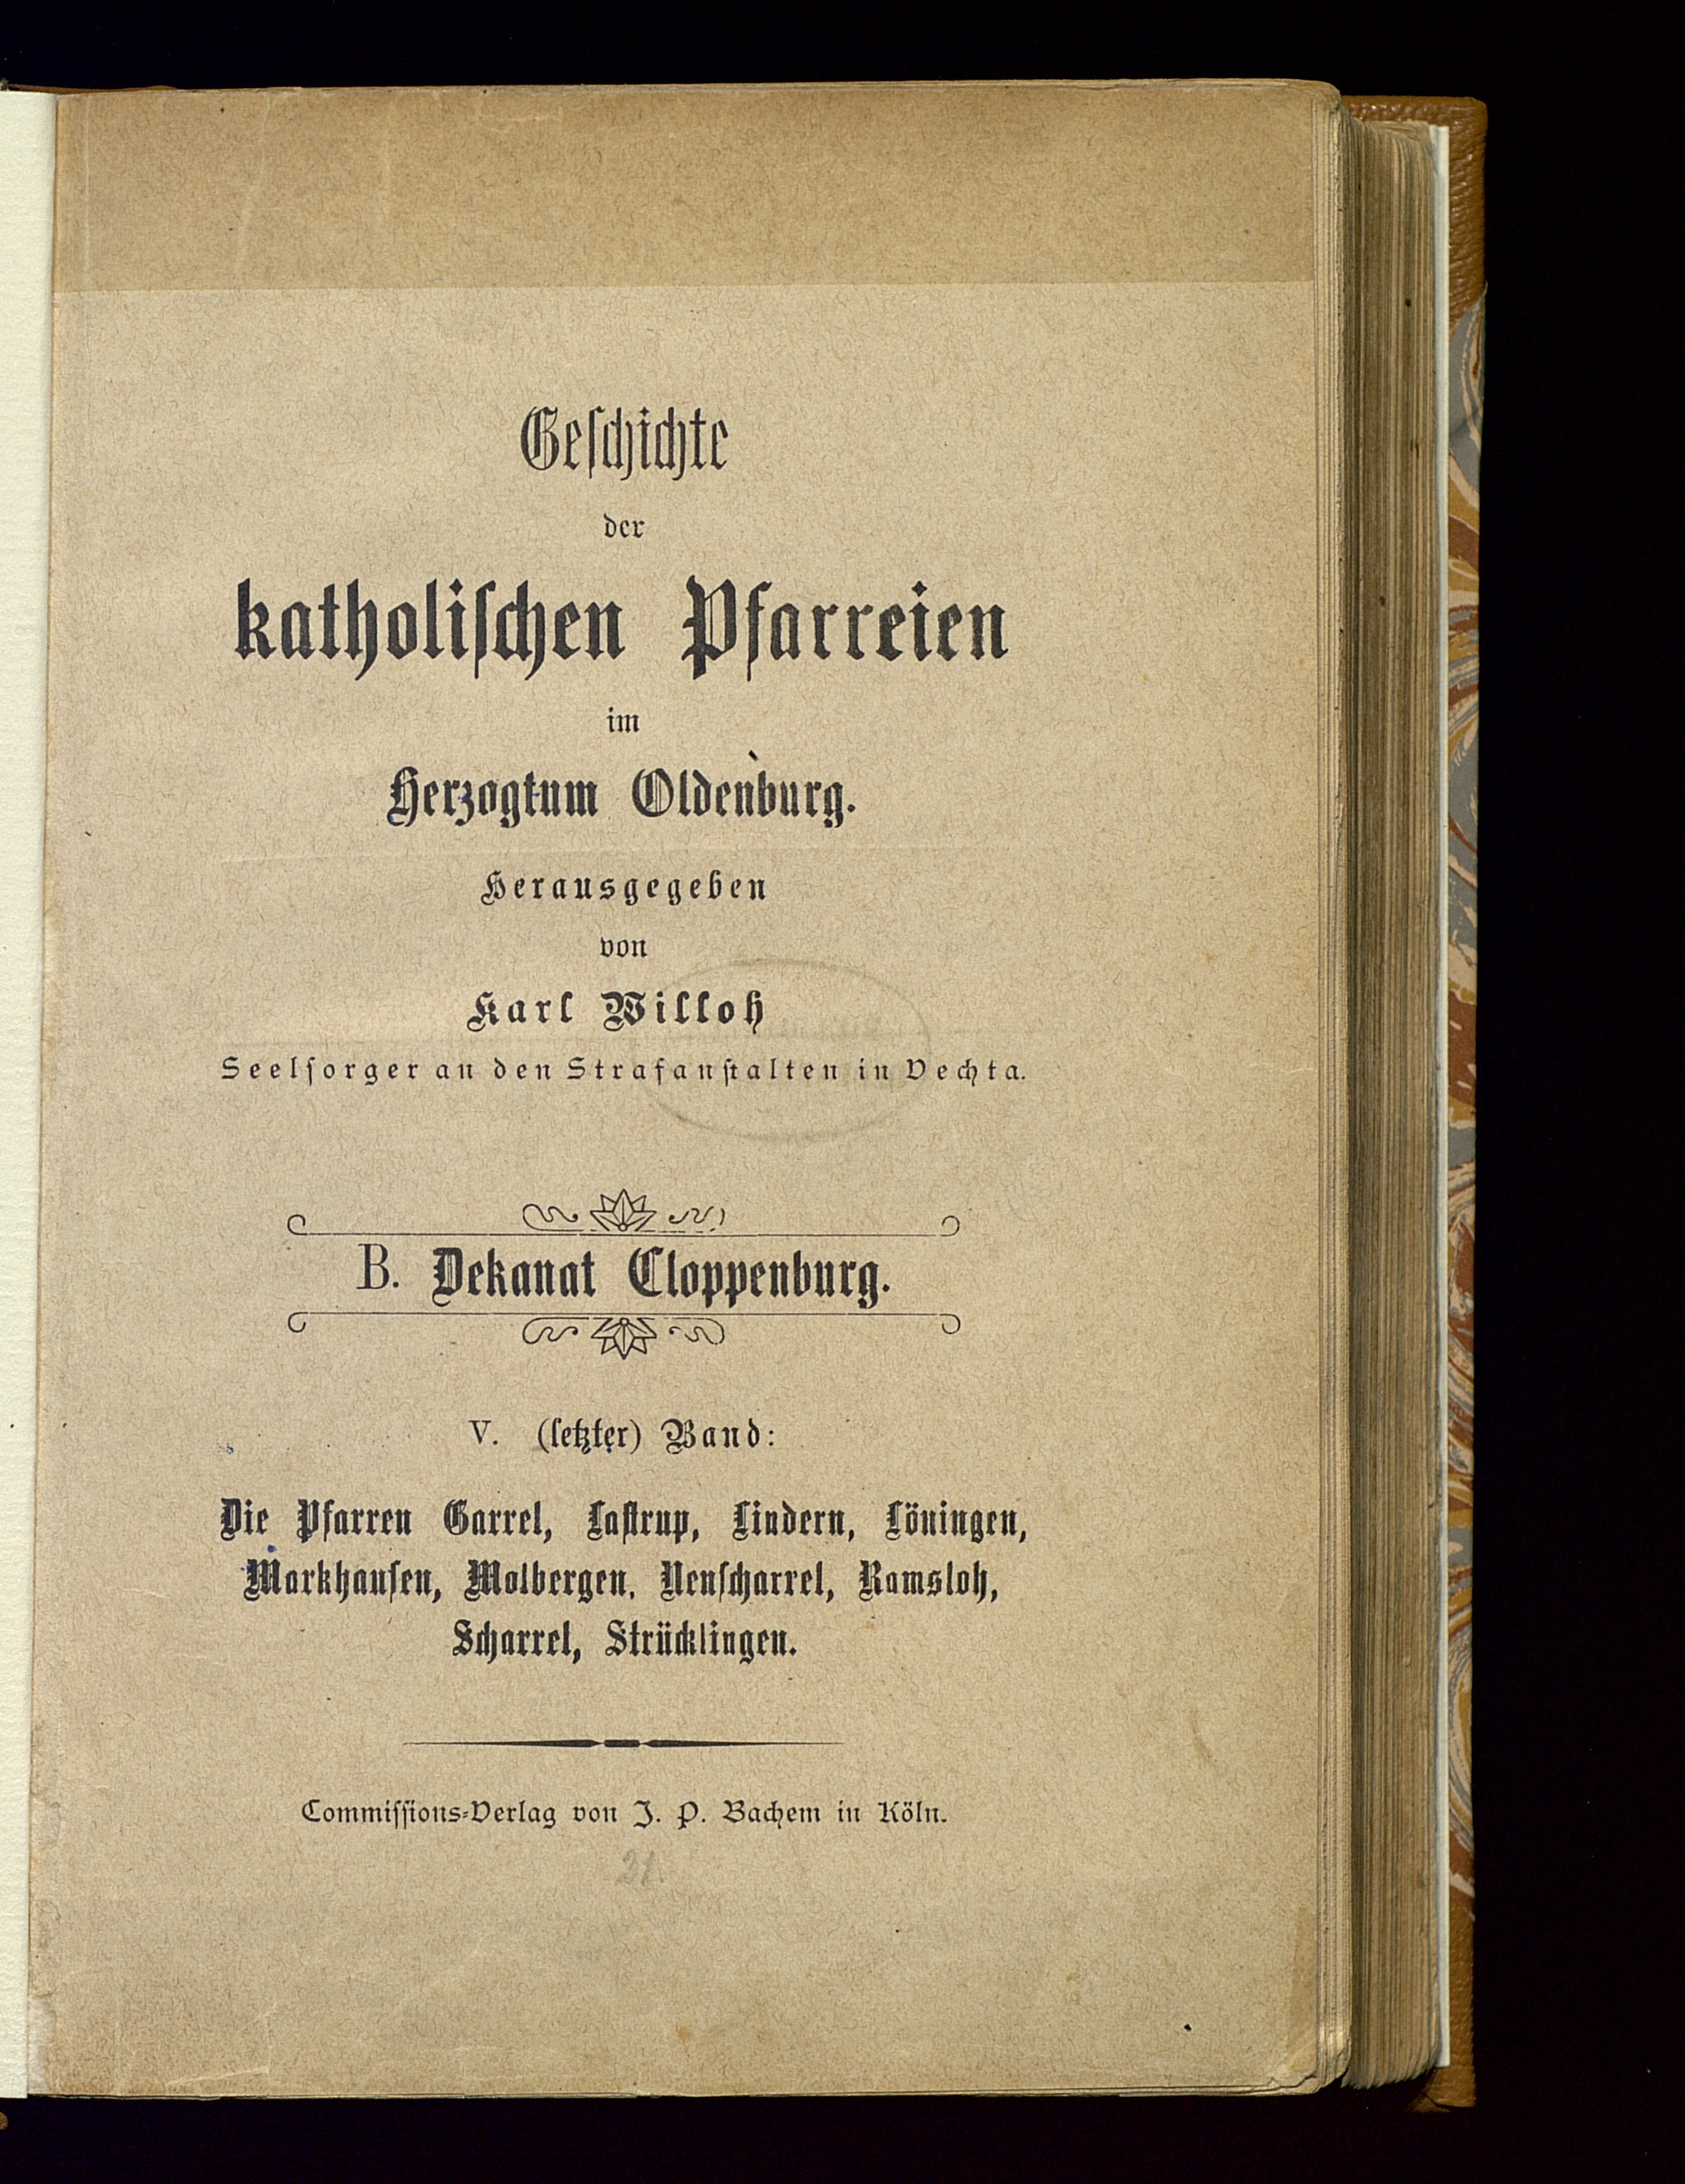 Geſchichte
der
katholiſchen Pfarreien
im
Herzogtum Oldenburg.
Herausgegeben
von
Karl Willoh
Seelſorger an den Strafanſtalten in Vechta.
B. Dekanat Cloppenburg.
V. (letzter) Band:
Die Pfarren Garrel, Laſtrup, Lindern, Löningen,
Markhauſen, Molbergen, Neuſcharrel, Ramsloh,
Scharrel, Strücklingen.
Commiſſions-Verlag von J. P. Bachem in Köln.